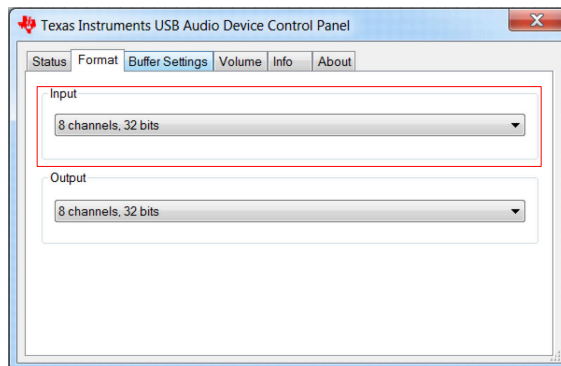 Texas Instruments USB Audio Device Control Panel
Status Format Buffer Settings Volume Info About
Input
8 channels, 32 bits
Output
8 channels, 32 bits